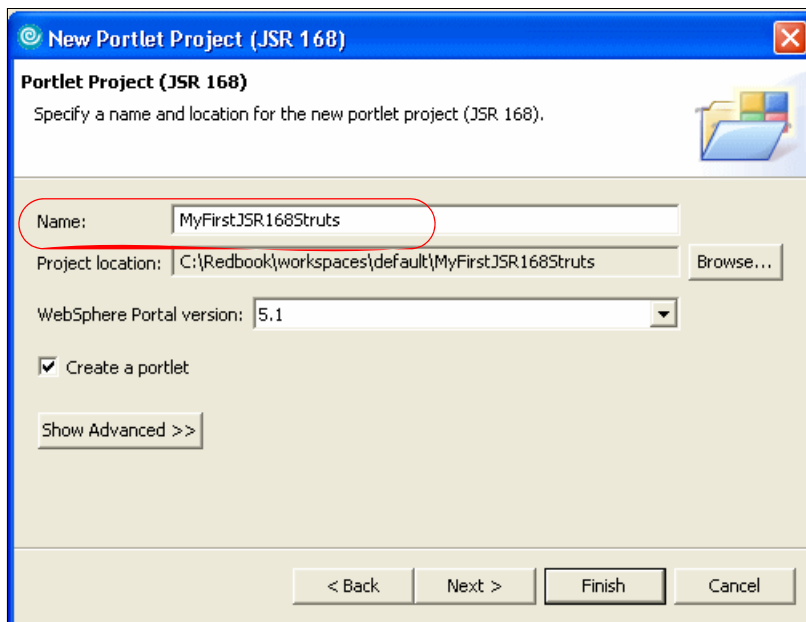 New Portlet Project (JSR 168)
Portlet Project (JSR 168)
Specify a name and location for the new portlet project (JSR 168).
Name: MyFirstJSR168Struts
Project location: C:\Redbook\workspaces\default\MyFirstJSR168Struts Browse...
WebSphere Portal version: 5.1
Create a portlet
Show Advanced >>
< Back Next > Finish Cancel